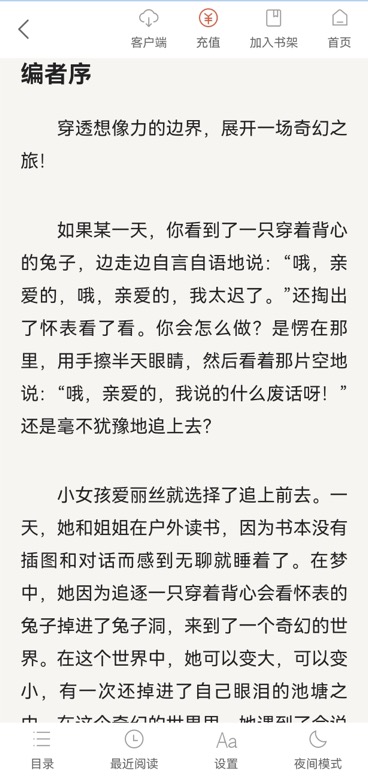 客户端 充值 加入书架 首页
编者序
穿透想像力的边界，展开一场奇幻之
旅！
如果某一天，你看到了一只穿着背心
的兔子，边走边自言自语地说：“哦，亲
爱的，哦，亲爱的，我太迟了。”还掏出
了怀表看了看。你会怎么做？是愣在那
里，用手擦半天眼睛，然后看着那片空地
说：“哦，亲爱的，我说的什么废话呀！”
还是毫不犹豫地追上去？
小女孩爱丽丝就选择了追上前去。一
天，她和姐姐在户外读书，因为书本没有
插图和对话而感到无聊就睡着了。在梦
中，她因为追逐一只穿着背心会看怀表的
兔子掉进了兔子洞，来到了一个奇幻的世
界。在这个世界中，她可以变大，可以变
小，有一次还掉进了自己眼泪的池塘之
中。在这个奇幻的世界里，她遇到了会说
目录 最近阅读 Aa 设置 夜间模式